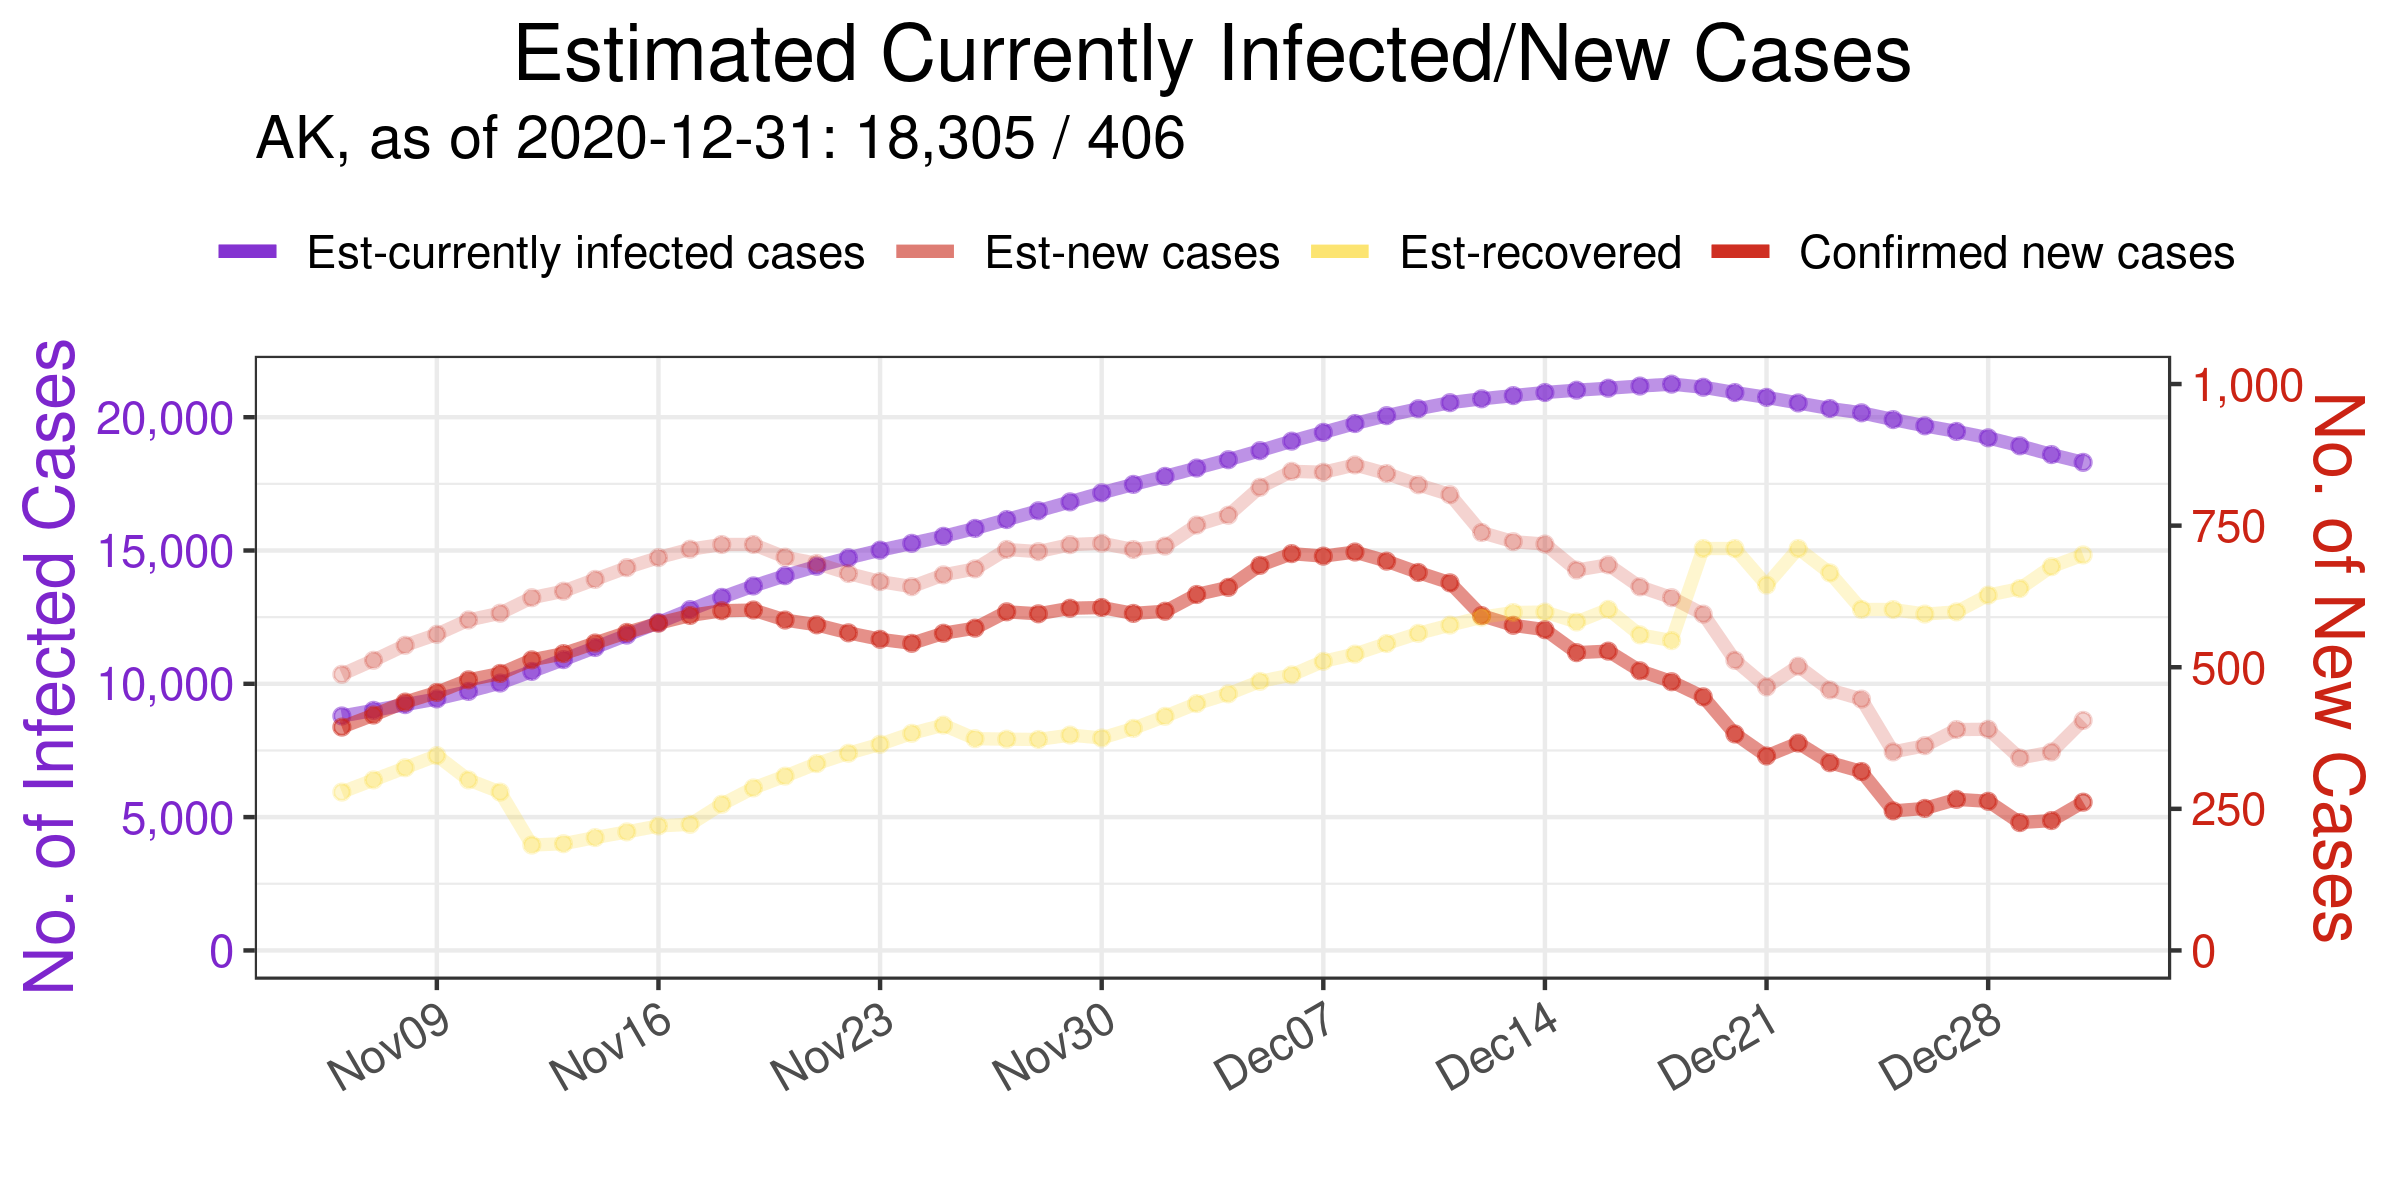 Estimated Currently Infected/New Cases
AK, as of 2020-12-31: 18,305 / 406
Est-currently infected cases Est-new cases Est-recovered Confirmed new cases
No. of Infected Cases
20,000
15,000
10,000
5,000
0
1,000
750
500
250
0
No. of New Cases
Nov09 Nov16 Nov23 Nov30 Dec07 Dec14 Dec21 Dec28